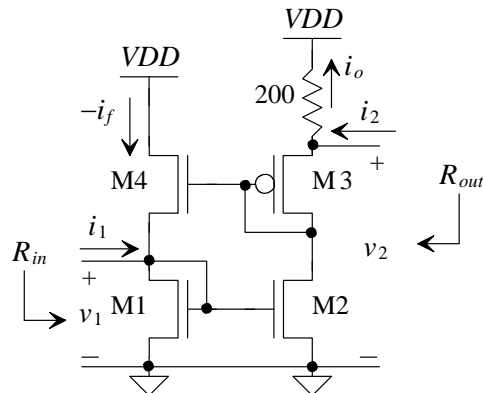 VDD
VDD
200
i_o
–i_f
i_2
+
M4
M3
R_out
i_1
R_in
+
v_2
v_1
M1
M2
–
–